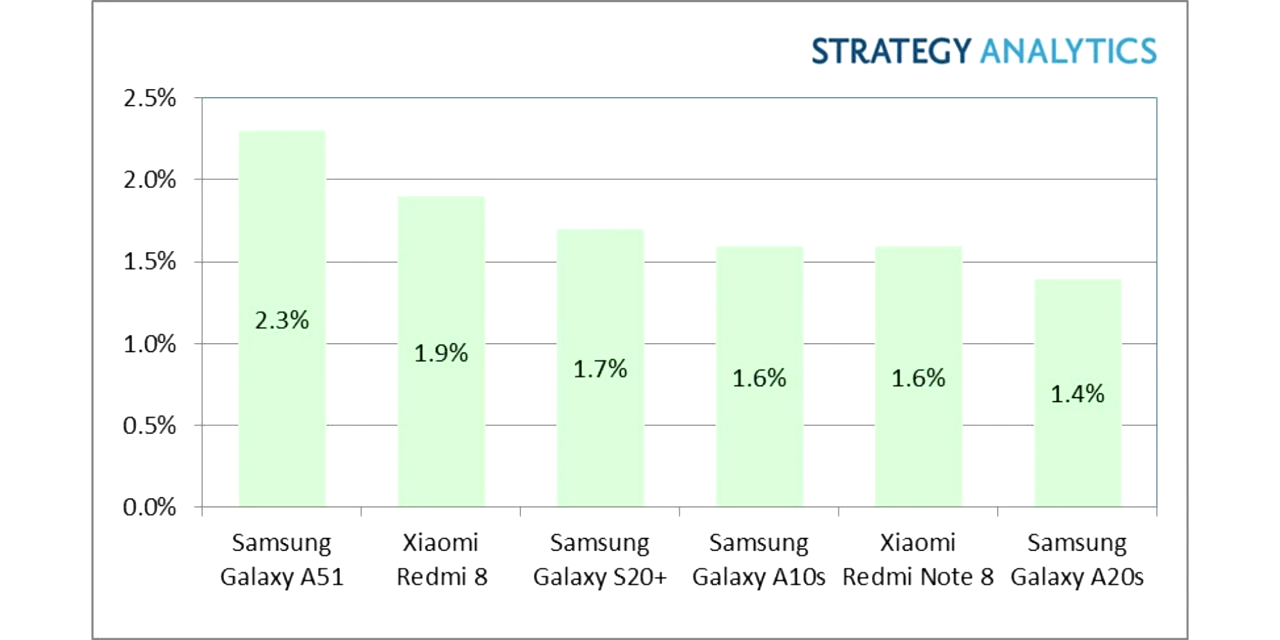 STRATEGY ANALYTICS
2.5%
2.0%
1.5%
1.0%
0.5%
0.0%
2.3%
1.9%
1.7%
1.6%
1.6%
1.4%
Samsung
Galaxy A51
Xiaomi
Redmi 8
Samsung
Galaxy S20+
Samsung
Galaxy A10s
Xiaomi
Redmi Note 8
Samsung
Galaxy A20s